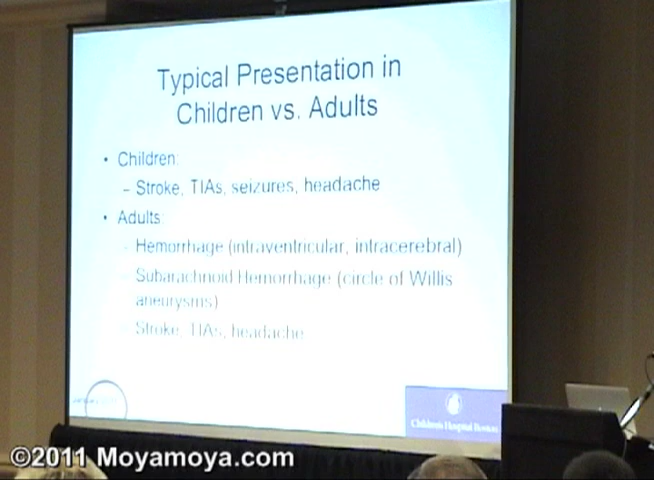 Typical Presentation in
Children vs. Adults
• Children:
– Stroke, TIAs, seizures, headache
• Adults:
– Hemorrhage (intraventricular, intracerebral)
– Subarachnoid Hemorrhage (circle of Willis
aneurysms)
– Stroke, TIAs, headache
Children's Hospital Boston
©2011 Moyamoya.com